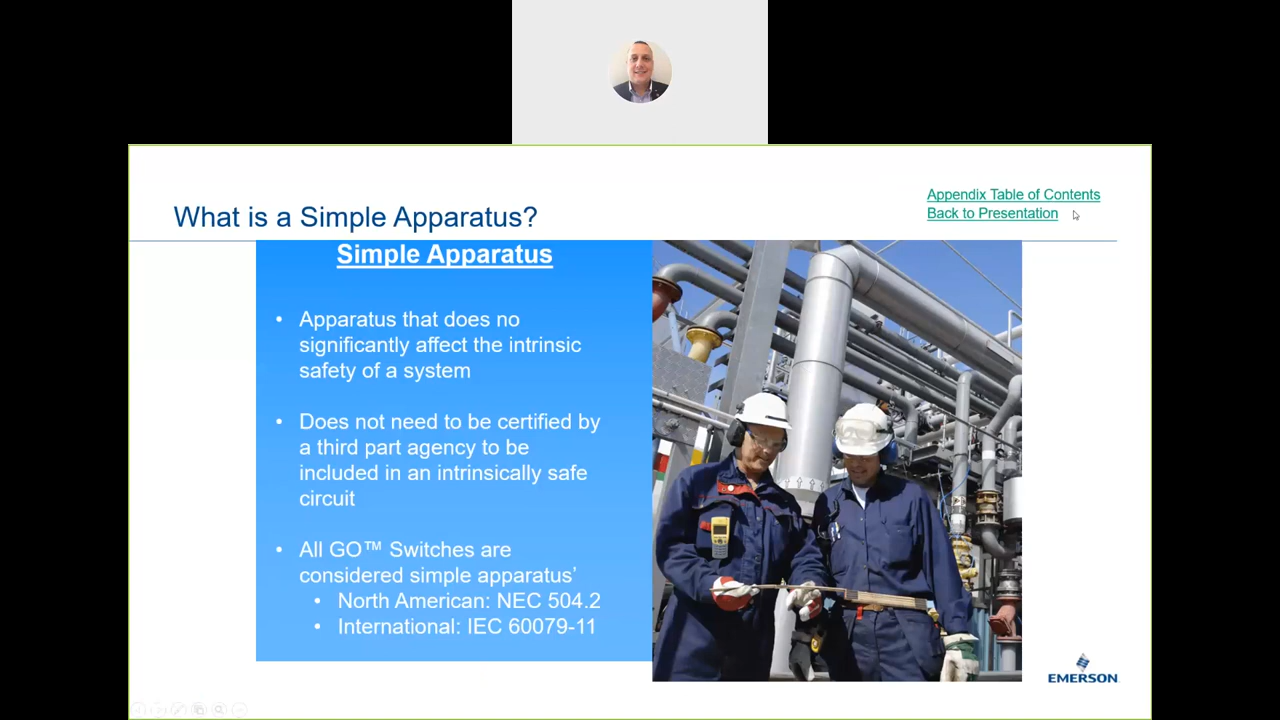 Appendix Table of Contents
Back to Presentation
What is a Simple Apparatus?
Simple Apparatus
• Apparatus that does no
significantly affect the intrinsic
safety of a system
• Does not need to be certified by
a third part agency to be
included in an intrinsically safe
circuit
• All GO™ Switches are
considered simple apparatus’
• North American: NEC 504.2
• International: IEC 60079-11
EMERSON